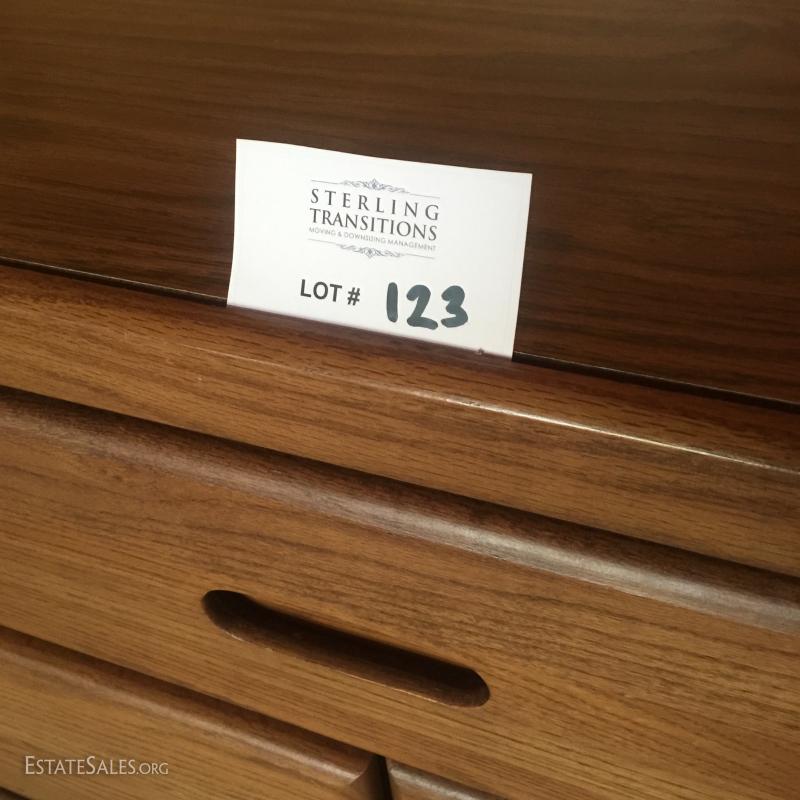 STERLING
TRANSITIONS
MOVING & DOWNSIZING MANAGEMENT
LOT # 123
ESTATESALES.ORG